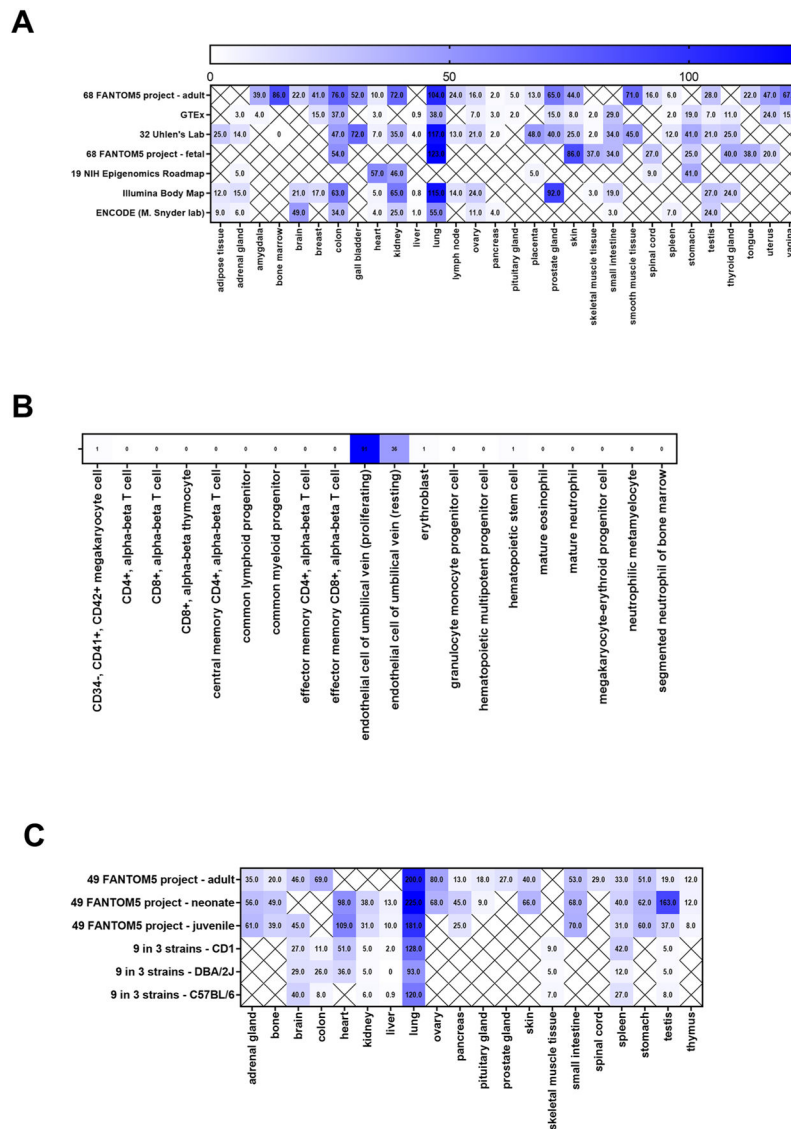 A
0 50 100
68 FANTOM5 project - adult 39.0 86.0 22.0 41.0 76.0 52.0 10.0 72.0 104.0 24.0 16.0 2.0 5.0 13.0 65.0 44.0 71.0 16.0 6.0 28.0 22.0 47.0 67.
GTEx 3.0 4.0 15.0 37.0 3.0 0.9 38.0 7.0 3.0 2.0 15.0 8.0 2.0 29.0 2.0 19.0 7.0 11.0 24.0 15.
32 Uhlen's Lab 25.0 14.0 0 47.0 72.0 7.0 35.0 4.0 13.0 21.0 2.0 48.0 40.0 25.0 2.0 34.0 45.0 12.0 41.0 21.0 25.0
68 FANTOM5 project - fetal 54.0 86.0 37.0 34.0 27.0 25.0 40.0 38.0 20.0
19 NIH Epigenomics Roadmap 5.0 57.0 46.0 5.0 9.0 41.0
Illumina Body Map 12.0 15.0 21.0 17.0 63.0 5.0 65.0 14.0 24.0 92.0 3.0 19.0 27.0 24.0
ENCODE (M. Snyder lab) 9.0 6.0 49.0 34.0 4.0 25.0 1.0 55.0 11.0 4.0 3.0 7.0 24.0
adipose tissue
adrenal gland
amygdala
bone marrow
brain
breast
colon
gall bladder
heart
kidney
liver
lung
lymph node
ovary
pancreas
pituitary gland
placenta
prostate gland
skin
skeletal muscle tissue
small intestine
smooth muscle tissue
spinal cord
spleen
stomach
testis
thyroid gland
tongue
uterus
vagina
B
1 0 0 0 0 0 0 0 0 36 1 0 0 1 0 0 0 0 0
CD34-, CD41+, CD42+ megakaryocyte cell
CD4+, alpha-beta T cell
CD8+, alpha-beta T cell
CD8+, alpha-beta thymocyte
central memory CD4+, alpha-beta T cell
common lymphoid progenitor
common myeloid progenitor
effector memory CD4+, alpha-beta T cell
effector memory CD8+, alpha-beta T cell
endothelial cell of umbilical vein (proliferating)
endothelial cell of umbilical vein (resting)
erythroblast
granulocyte monocyte progenitor cell
hematopoietic multipotent progenitor cell
hematopoietic stem cell
mature eosinophil
mature neutrophil
megakaryocyte-erythroid progenitor cell
neutrophilic metamyelocyte
segmented neutrophil of bone marrow
C
49 FANTOM5 project - adult 35.0 20.0 46.0 69.0 200.0 80.0 13.0 18.0 27.0 40.0 53.0 29.0 33.0 51.0 19.0 12.0
49 FANTOM5 project - neonate 56.0 49.0 98.0 38.0 13.0 68.0 45.0 9.0 66.0 68.0 40.0 62.0 163.0 12.0
49 FANTOM5 project - juvenile 61.0 39.0 45.0 109.0 31.0 10.0 181.0 25.0 70.0 31.0 60.0 37.0 8.0
9 in 3 strains - CD1 27.0 11.0 51.0 5.0 2.0 128.0 9.0 42.0 5.0
9 in 3 strains - DBA/2J 29.0 26.0 36.0 5.0 0 93.0 5.0 12.0 5.0
9 in 3 strains - C57BL/6 40.0 8.0 6.0 0.9 120.0 7.0 27.0 8.0
adrenal gland
bone
brain
colon
heart
kidney
liver
lung
ovary
pancreas
pituitary gland
prostate gland
skin
skeletal muscle tissue
small intestine
spinal cord
spleen
stomach
testis
thymus